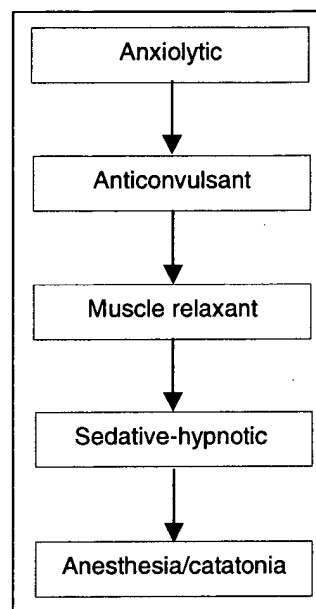 Anxiolytic
Anticonvulsant
Muscle relaxant
Sedative-hypnotic
Anesthesia/catatonia